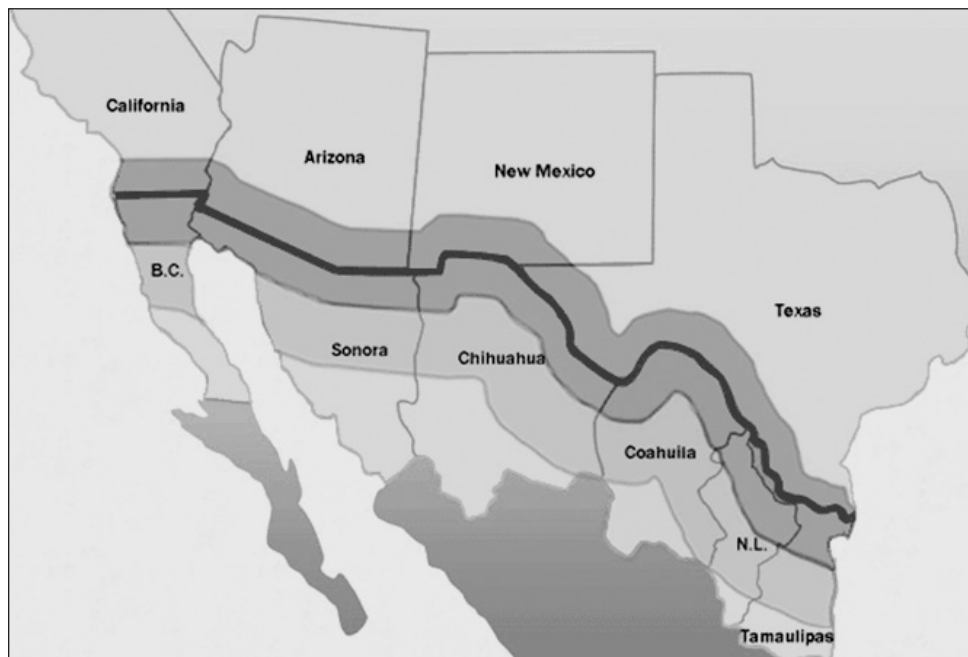 California
Arizona
New Mexico
B.C.
Texas
Sonora
Chihuahua
Coahuila
N.L.
Tamaulipas